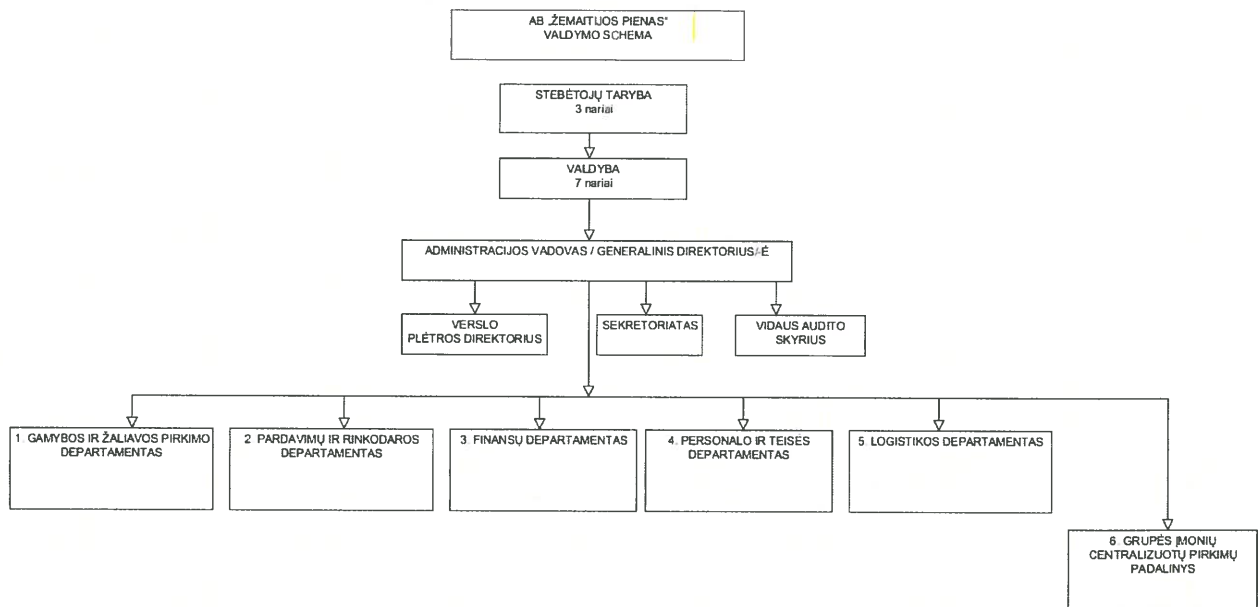 AB „ŽEMAITIJOS PIENAS“
VALDYMO SCHEMA
STEBĖTOJŲ TARYBA
3 nariai
VALDYBA
7 nariai
ADMINISTRACIJOS VADOVAS / GENERALINIS DIREKTORIUS/-Ė
VERSLO
PLĖTROS DIREKTORIUS
SEKRETORIATAS
VIDAUS AUDITO
SKYRIUS
1. GAMYBOS IR ŽALIAVOS PIRKIMO
DEPARTAMENTAS
2. PARDAVIMŲ IR RINKODAROS
DEPARTAMENTAS
3. FINANSŲ DEPARTAMENTAS
4. PERSONALO IR TEISĖS
DEPARTAMENTAS
5. LOGISTIKOS DEPARTAMENTAS
6. GRUPĖS ĮMONIŲ
CENTRALIZUOTŲ PIRKIMŲ
PADALINYS